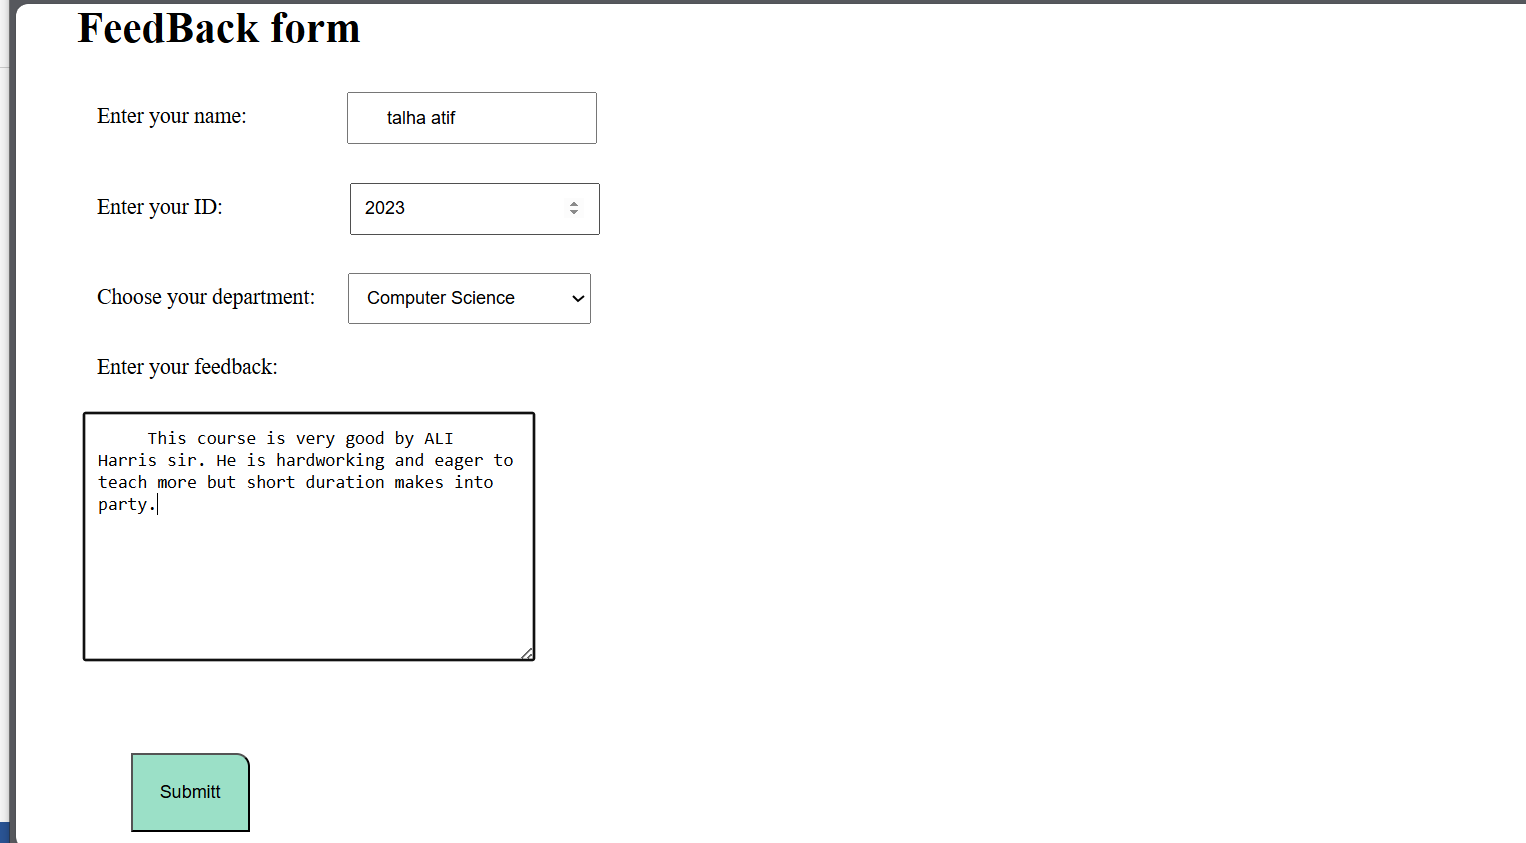 FeedBack form
Enter your name: talha atif
Enter your ID: 2023
Choose your department: Computer Science
Enter your feedback:
This course is very good by ALI
Harris sir. He is hardworking and eager to
teach more but short duration makes into
party.
Submitt